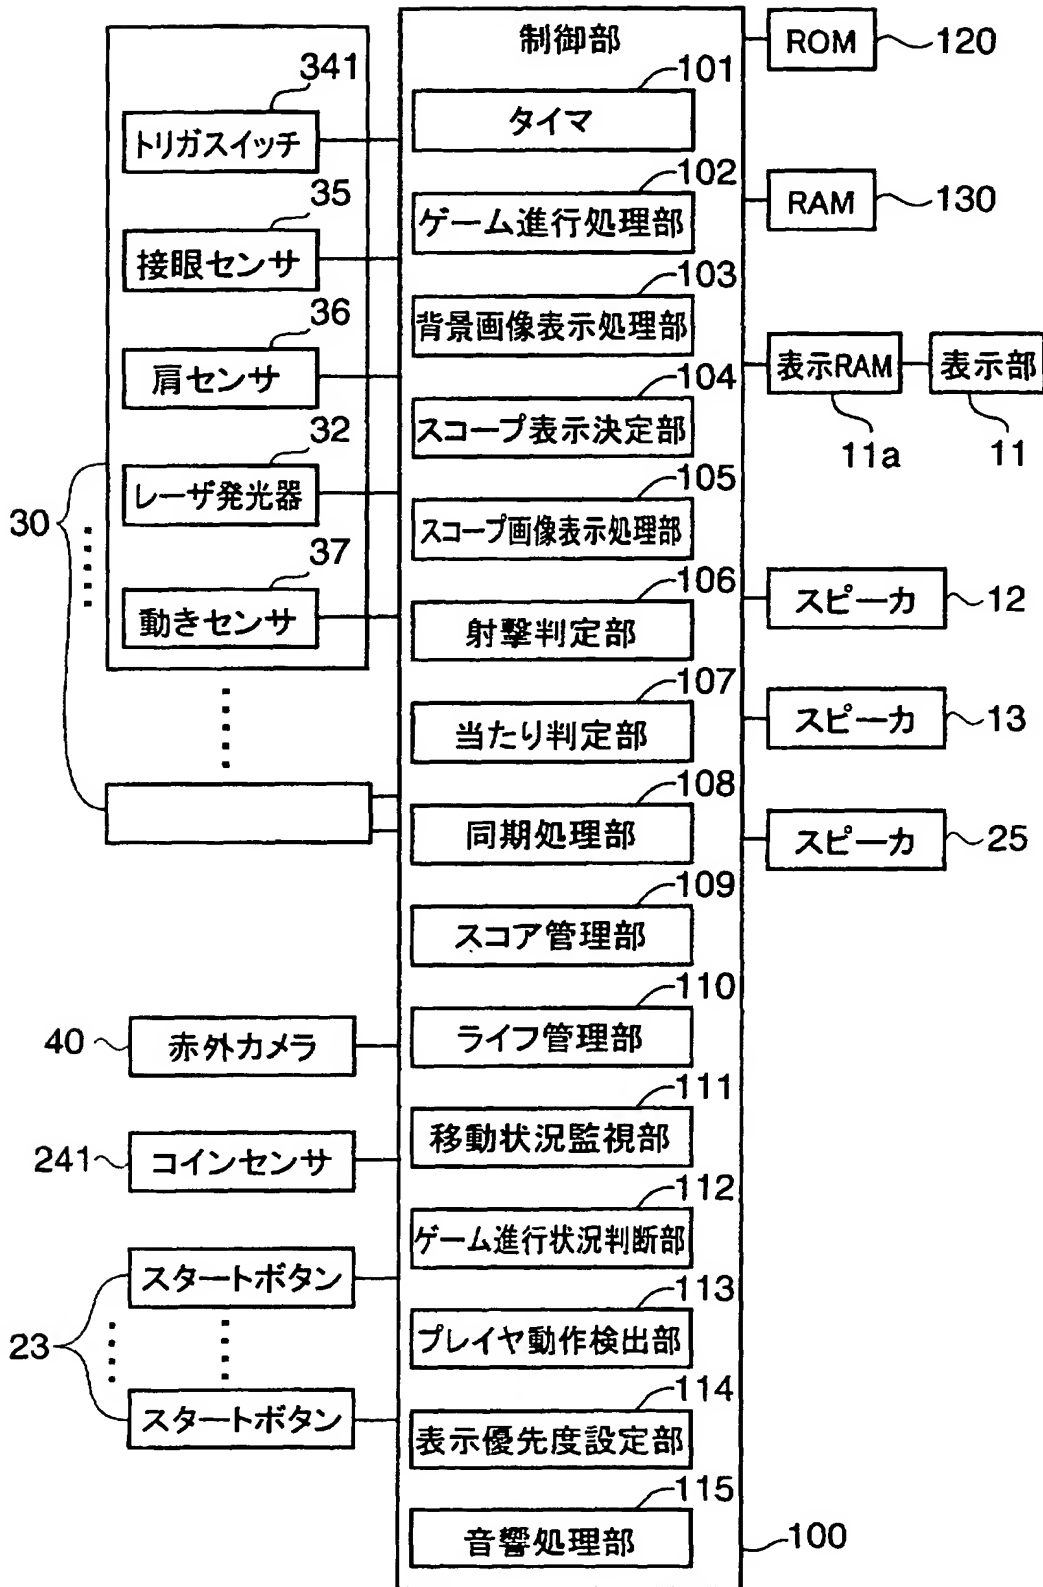 制御部
101
タイマ
102
ゲーム進行処理部
103
背景画像表示処理部
104
スコープ表示決定部
105
スコープ画像表示処理部
106
射撃判定部
107
当たり判定部
108
同期処理部
109
スコア管理部
110
ライフ管理部
111
移動状況監視部
112
ゲーム進行状況判断部
113
プレイヤ動作検出部
114
表示優先度設定部
115
音響処理部
100
341
トリガスイッチ
35
接眼センサ
36
肩センサ
32
レーザ発光器
37
動きセンサ
30
40
赤外カメラ
241
コインセンサ
スタートボタン
23
スタートボタン
ROM
120
RAM
130
表示RAM
11a
表示部
11
スピーカ
12
スピーカ
13
スピーカ
25